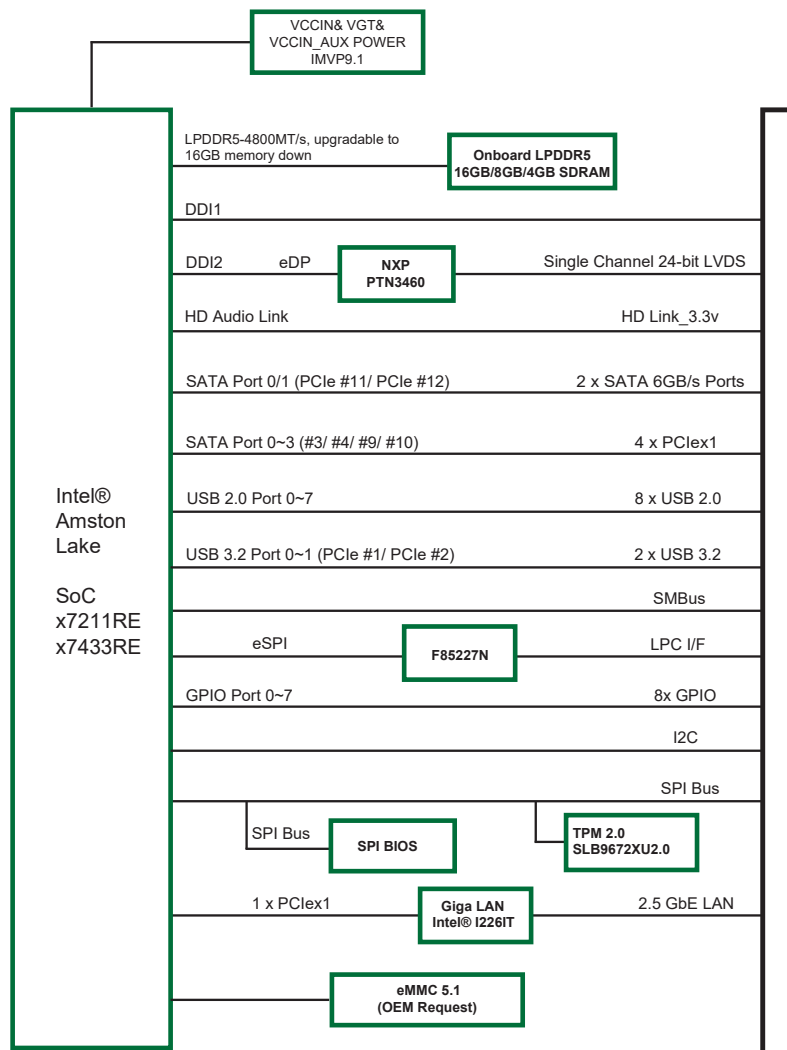 VCCIN& VGT&
VCCIN_AUX POWER
IMVP9.1
LPDDR5-4800MT/s, upgradable to
16GB memory down
Onboard LPDDR5
16GB/8GB/4GB SDRAM
DDI1
DDI2
eDP
NXP
PTN3460
Single Channel 24-bit LVDS
HD Audio Link
HD Link_3.3v
SATA Port 0/1 (PCIe #11/ PCIe #12)
2 x SATA 6GB/s Ports
SATA Port 0~3 (#3/ #4/ #9/ #10)
4 x PCIex1
Intel®
Amston
Lake
SoC
x7211RE
x7433RE
USB 2.0 Port 0~7
8 x USB 2.0
USB 3.2 Port 0~1 (PCIe #1/ PCIe #2)
2 x USB 3.2
SMBus
eSPI
F85227N
LPC I/F
GPIO Port 0~7
8x GPIO
I2C
SPI Bus
SPI Bus
SPI BIOS
TPM 2.0
SLB9672XU2.0
1 x PCIex1
Giga LAN
Intel® I226IT
2.5 GbE LAN
eMMC 5.1
(OEM Request)